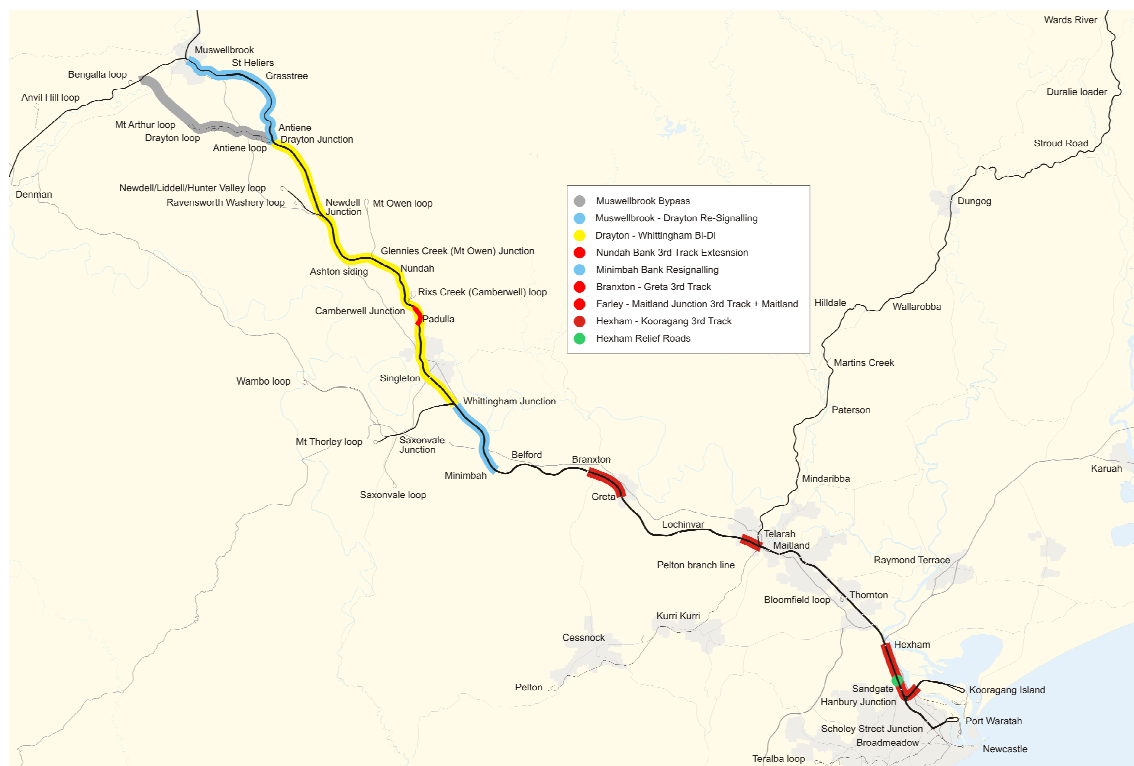 Wards River
Muswellbrook
St Heliers
Bengalla loop
Grasstree
Duralie loader
Anvil Hill loop
Mt Arthur loop
Antiene
Drayton loop
Drayton Junction
Stroud Road
Antiene loop
Newdell/Liddell/Hunter Valley loop
Denman
Ravensworth Washery loop
Newdell
Junction
Mt Owen loop
Dungog
Muswellbrook Bypass
Muswellbrook - Drayton Re-Signalling
Drayton - Whittingham Bi-Di
Nundah Bank 3rd Track Extesnsion
Minimbah Bank Resignalling
Branxton - Greta 3rd Track
Farley - Maitland Junction 3rd Track + Maitland
Hexham - Kooragang 3rd Track
Hexham Relief Roads
Glennies Creek (Mt Owen) Junction
Ashton siding
Nundah
Rixs Creek (Camberwell) loop
Camberwell Junction
Padulla
Hilldale
Wallarobba
Martins Creek
Wambo loop
Singleton
Whittingham Junction
Paterson
Mt Thorley loop
Saxonvale
Junction
Belford
Branxton
Minimbah
Karuah
Mindaribba
Saxonvale loop
Greta
Lochinvar
Telarah
Maitland
Pelton branch line
Raymond Terrace
Bloomfield loop
Thornton
Kurri Kurri
Cessnock
Hexham
Pelton
Sandgate
Kooragang Island
Hanbury Junction
Port Waratah
Scholey Street Junction
Broadmeadow
Newcastle
Teralba loop